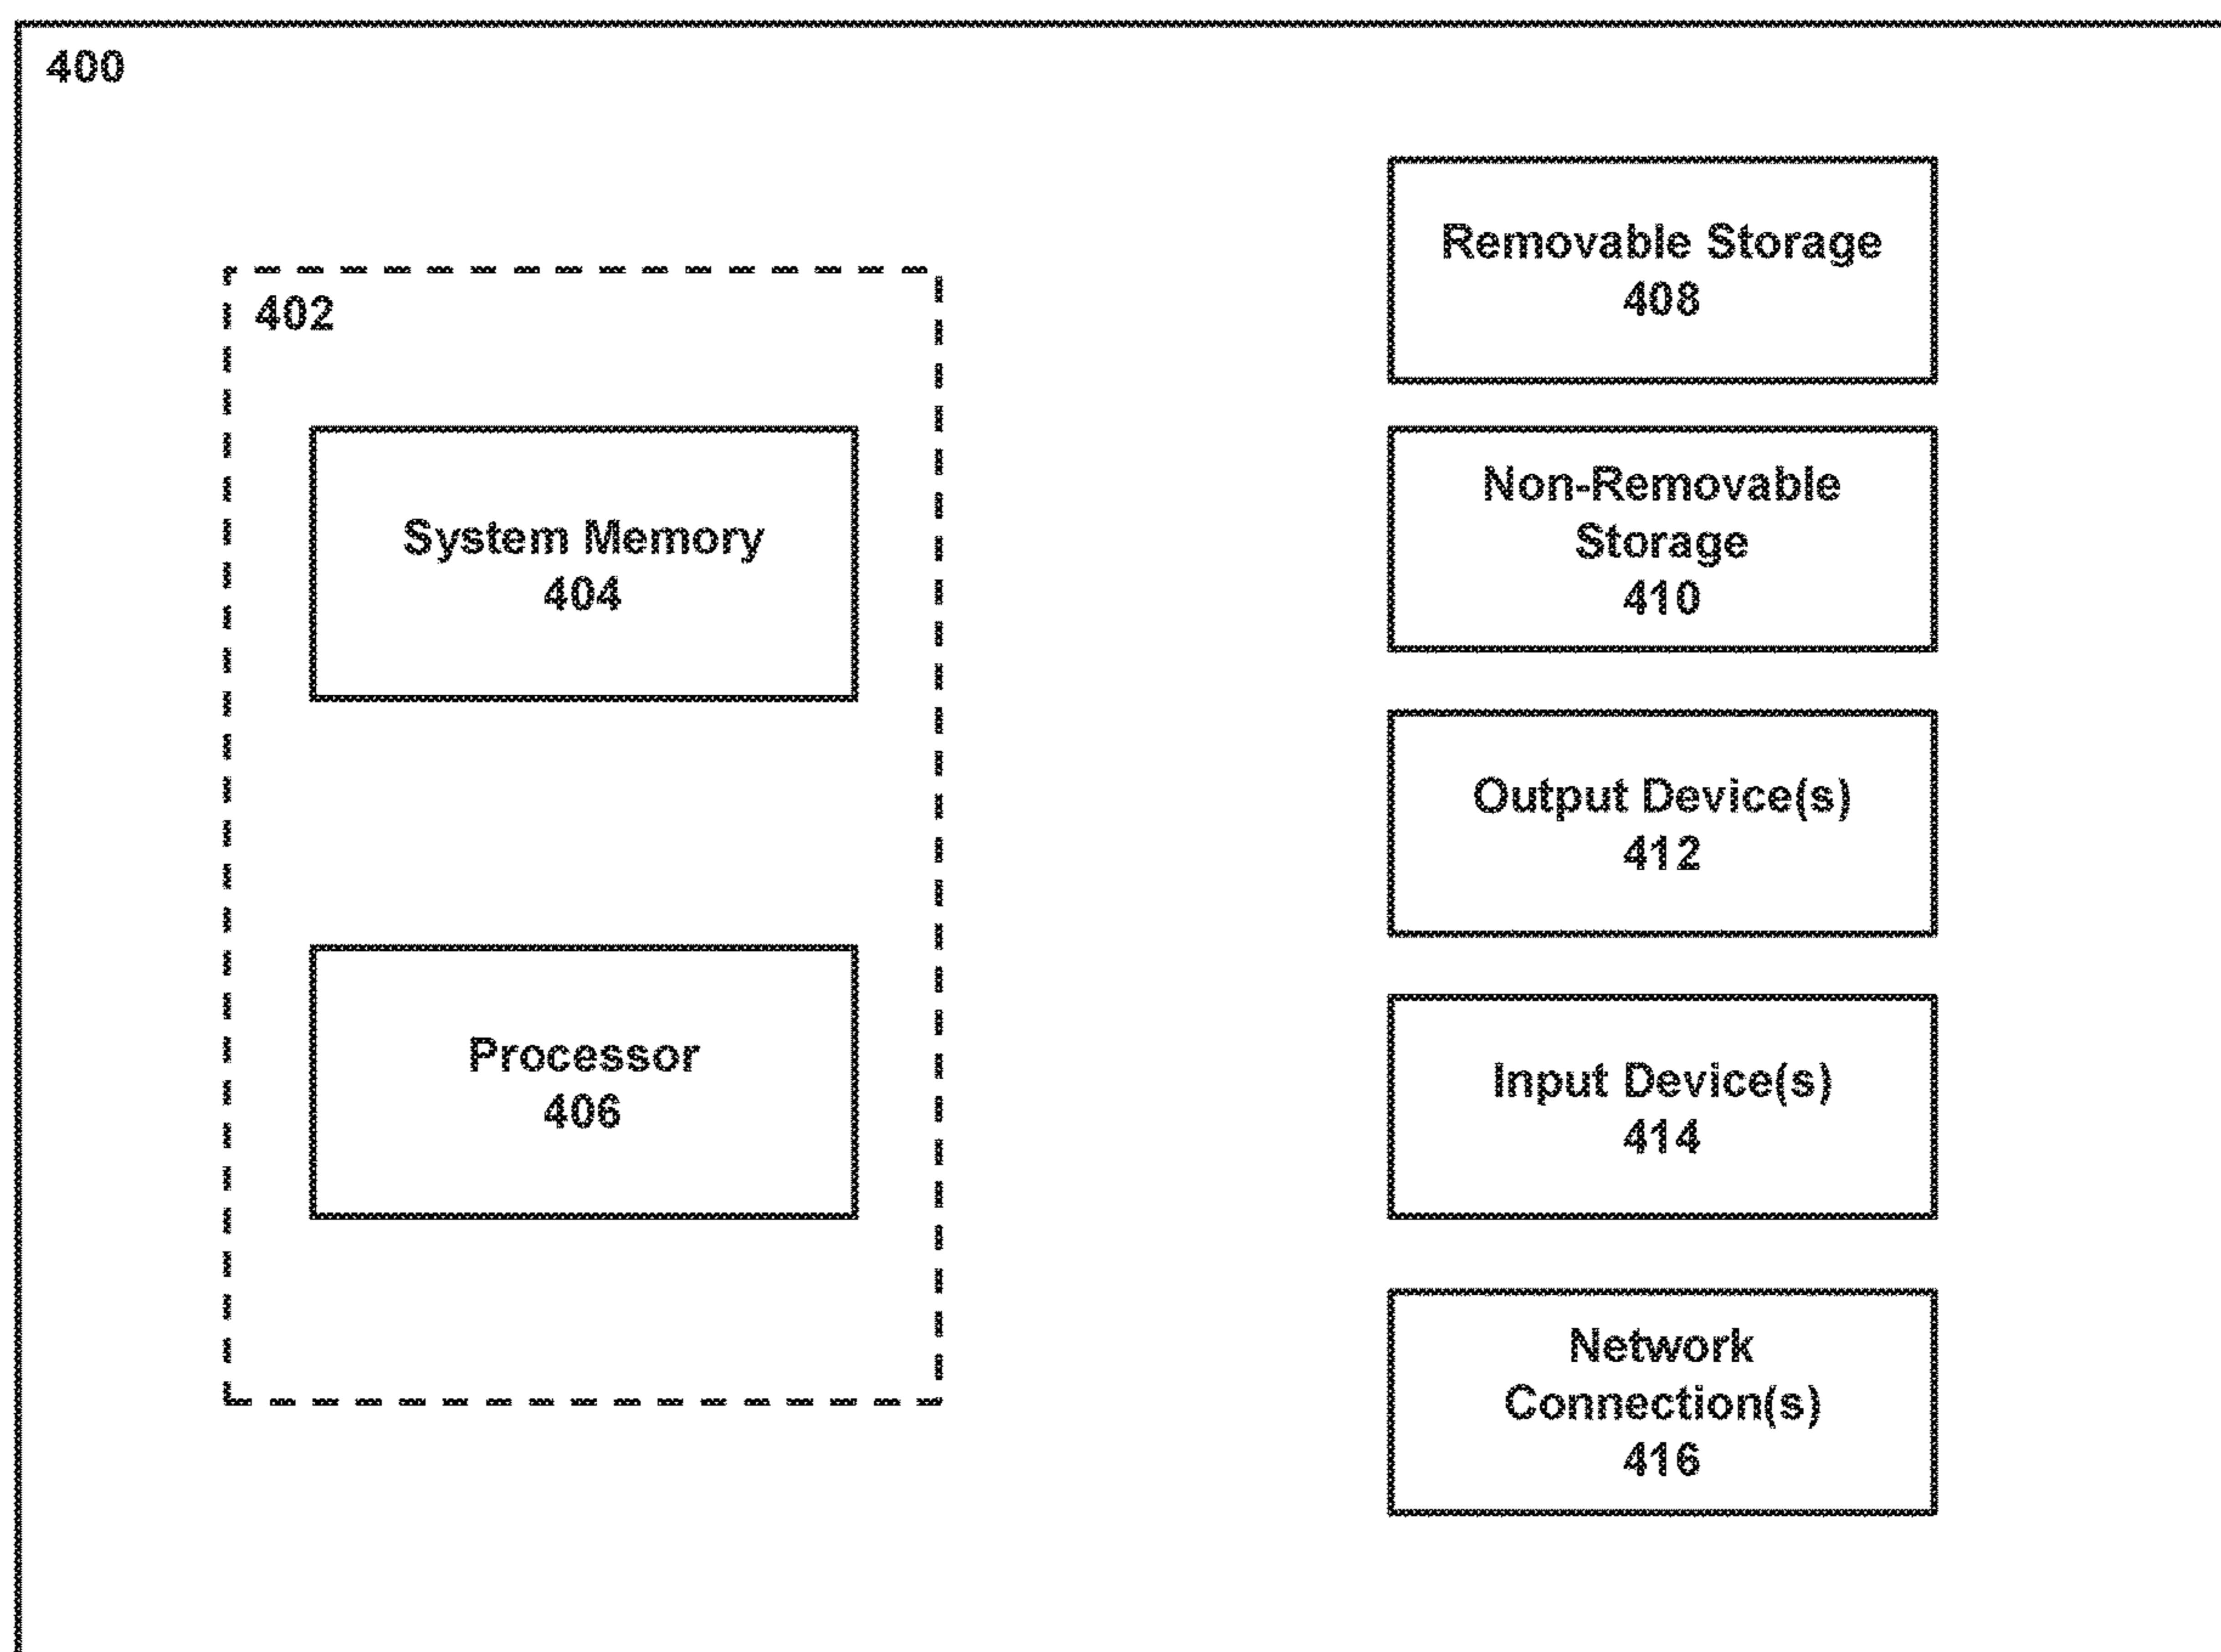 400
402
System Memory
404
Processor
406
Removable Storage
408
Non-Removable
Storage
410
Output Device(s)
412
Input Device(s)
414
Network
Connection(s)
416